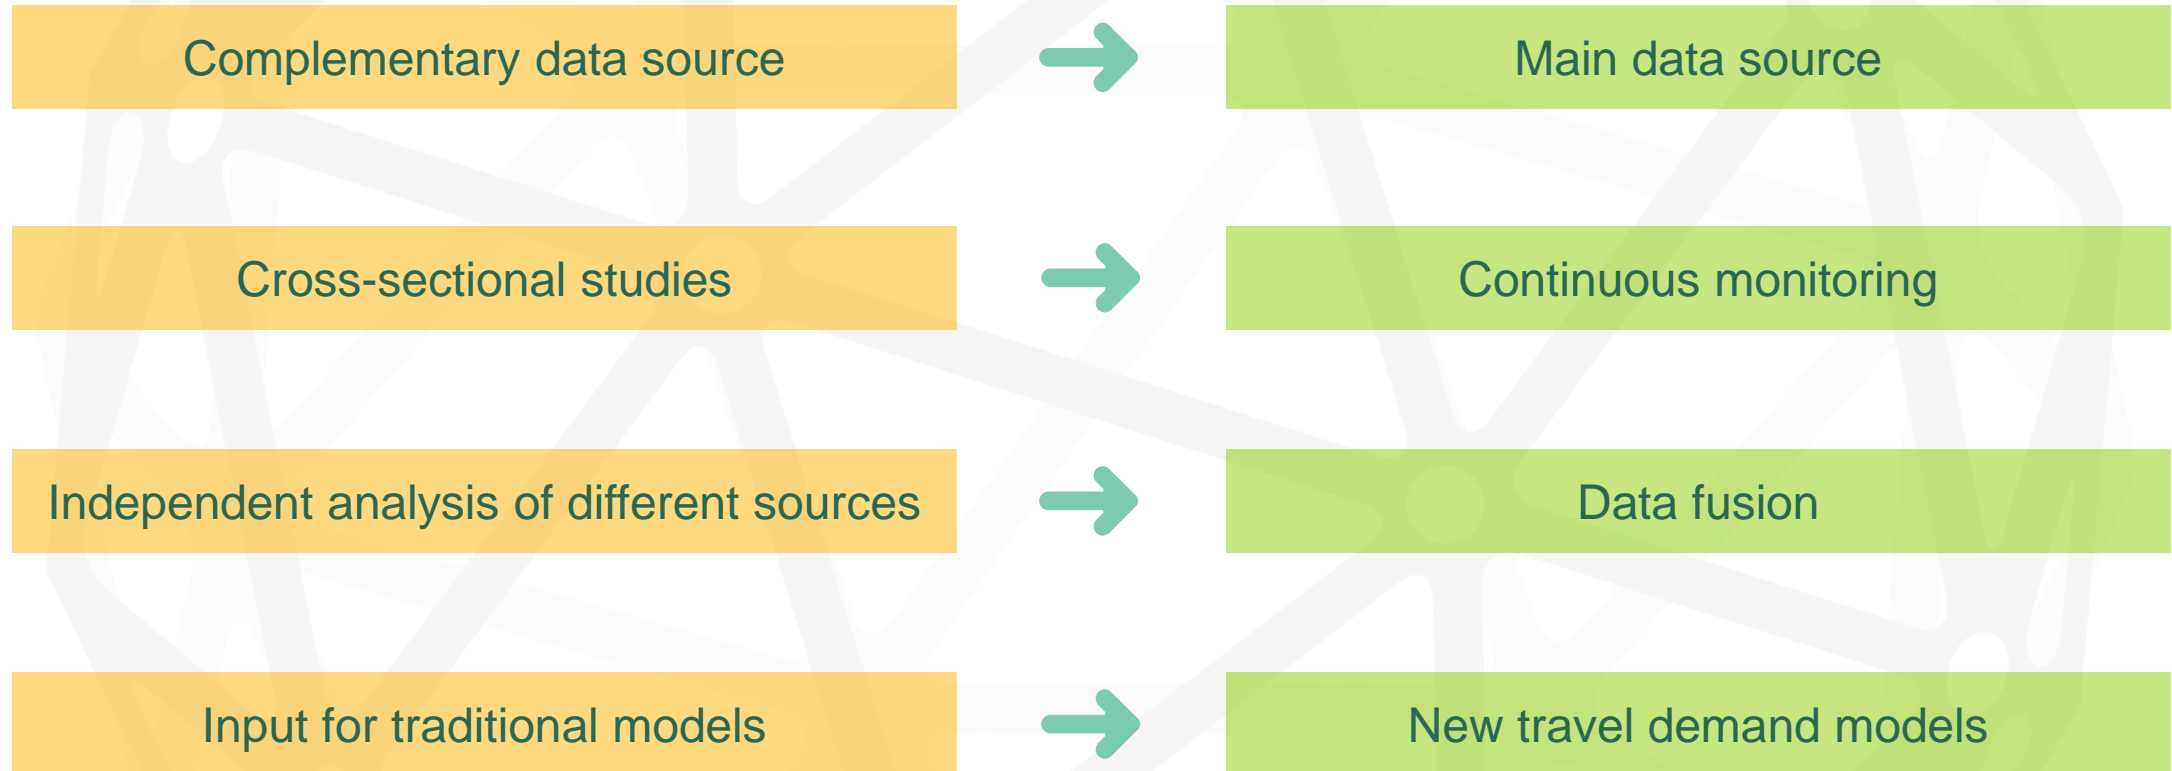 Complementary data source
Main data source
Cross-sectional studies
Continuous monitoring
Independent analysis of different sources
Data fusion
Input for traditional models
New travel demand models